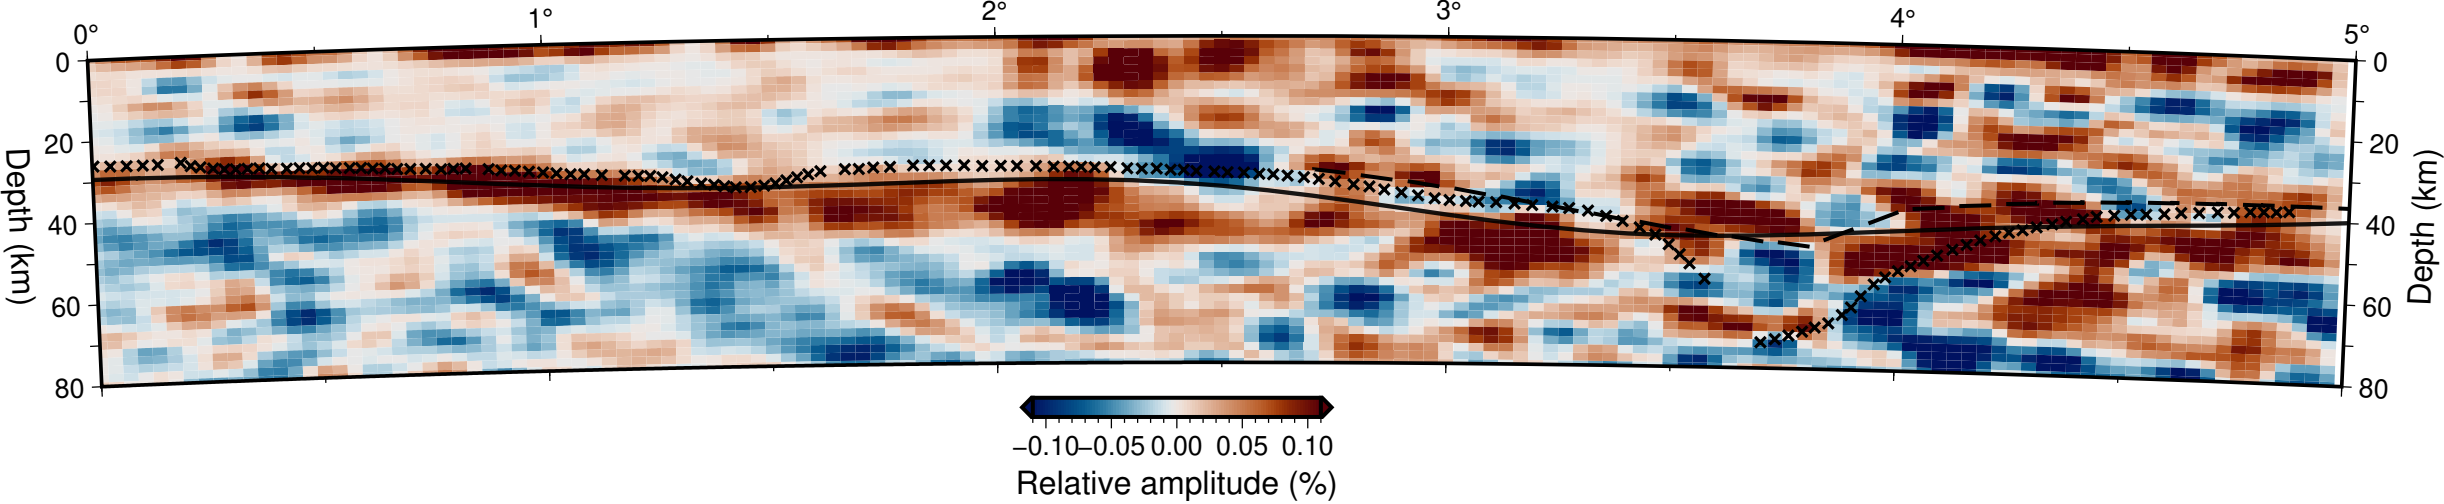 0° 1° 2° 3° 4° 5°
0 0
20 20
40 40
60 60
80 80
Depth (km) Depth (km)
−0.10 −0.05 0.00 0.05 0.10
Relative amplitude (%)